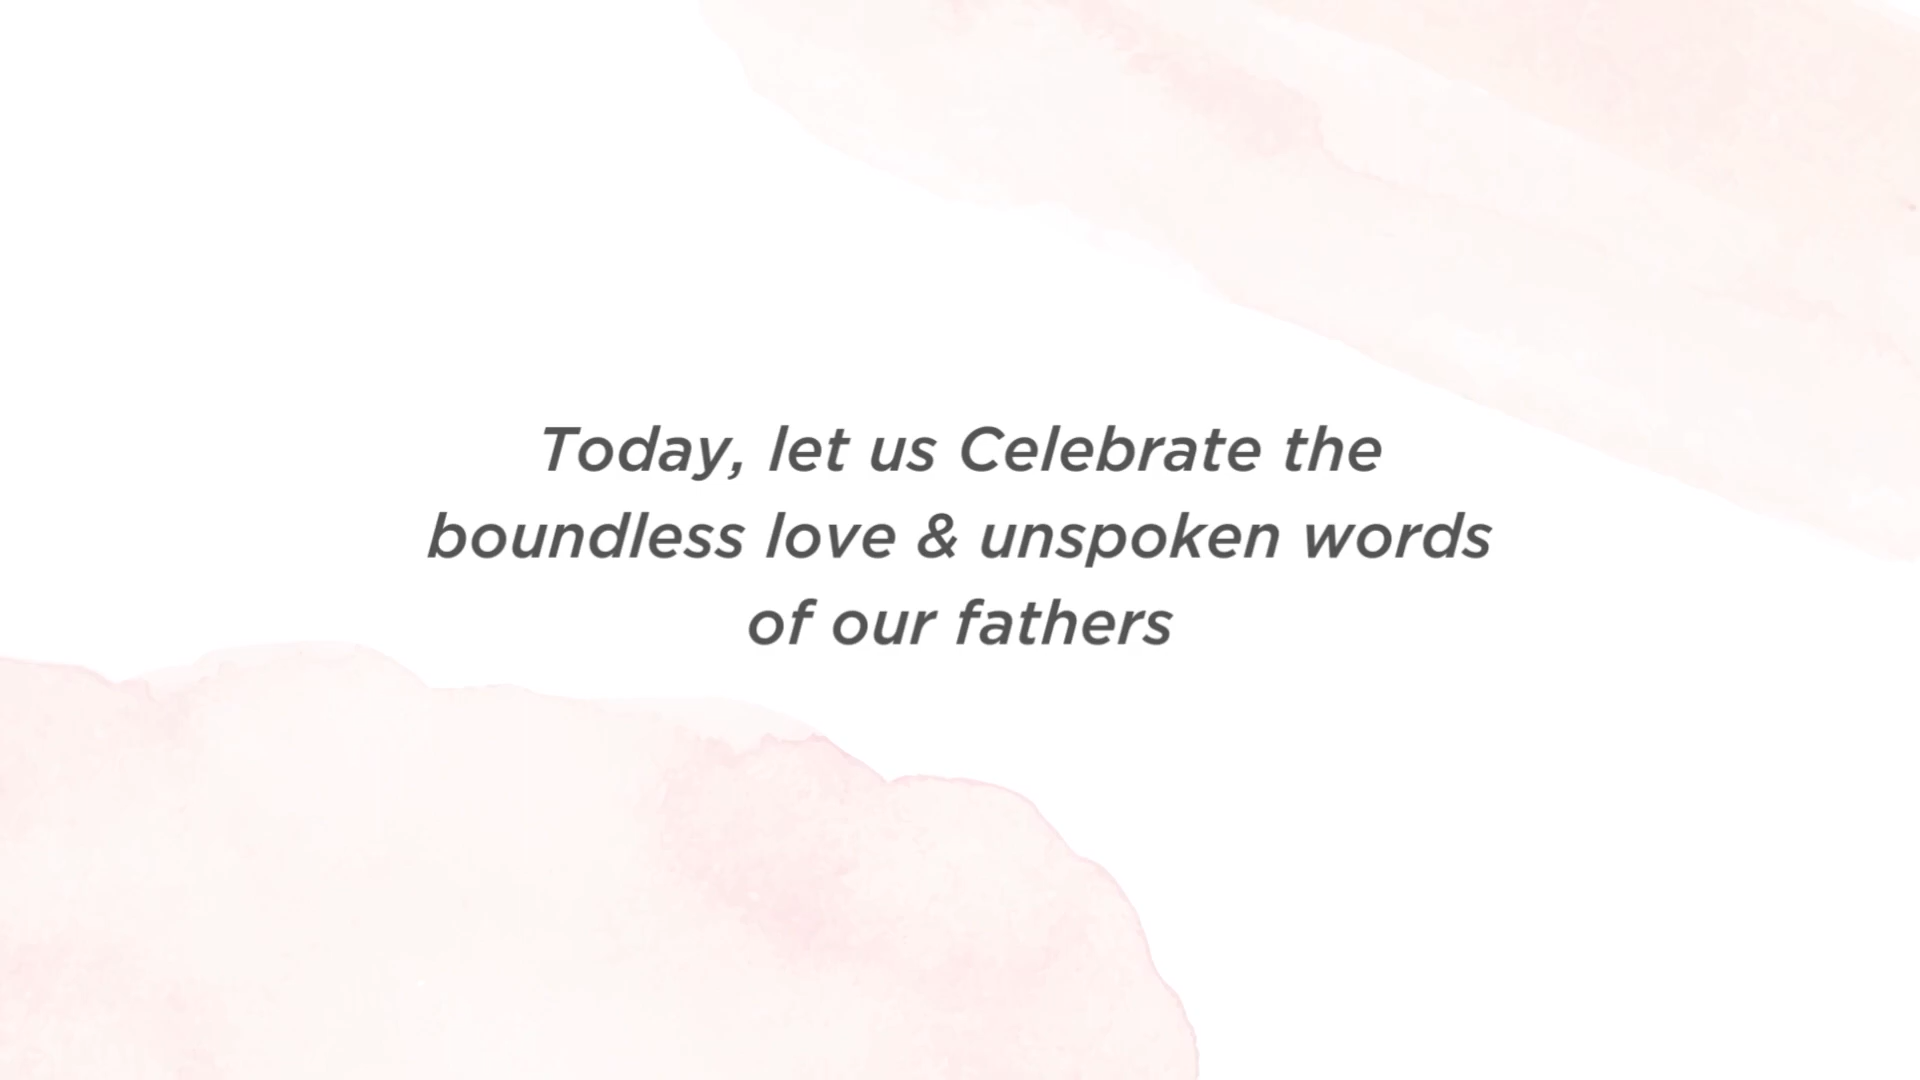 Today, let us Celebrate the
boundless love & unspoken words
of our fathers